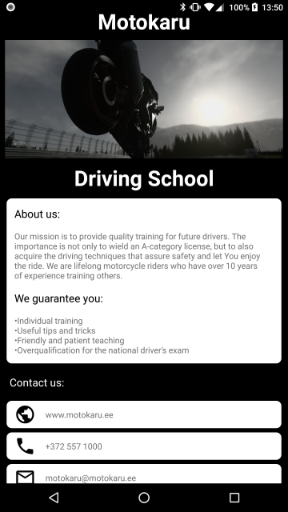 100% 13:50
Motokaru
Driving School
About us:
Our mission is to provide quality training for future drivers. The
importance is not only to wield an A-category license, but to also
acquire the driving techniques that assure safety and let You enjoy
the ride. We are lifelong motorcycle riders who have over 10 years
of experience training others.
We guarantee you:
•Individual training
•Useful tips and tricks
•Friendly and patient teaching
•Overqualification for the national driver's exam
Contact us:
www.motokaru.ee
+372 557 1000
motokaru@motokaru.ee